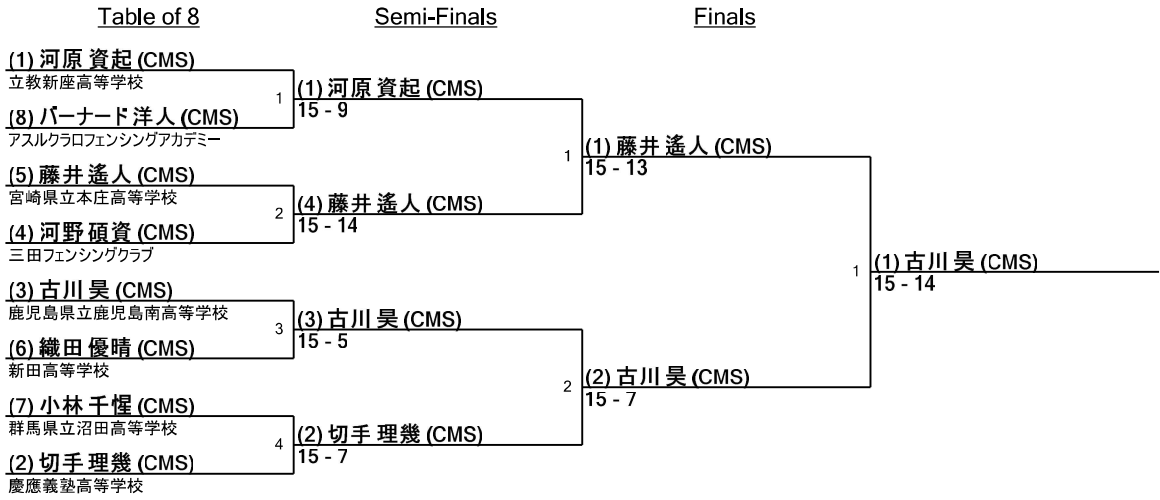 Table of 8
Semi-Finals
Finals
(1) 河原 資起 (CMS)
立教新座高等学校
1
(8) バーナード 洋人 (CMS)
アスルクラロフェンシングアカデミー
(5) 藤井 遙人 (CMS)
宮崎県立本庄高等学校
2
(4) 河野 碩資 (CMS)
三田フェンシングクラブ
(3) 古川 昊 (CMS)
鹿児島県立鹿児島南高等学校
3
(6) 織田 優晴 (CMS)
新田高等学校
(7) 小林 千惺 (CMS)
群馬県立沼田高等学校
4
(2) 切手 理幾 (CMS)
慶應義塾高等学校
(1) 河原 資起 (CMS)
15 - 9
1
(4) 藤井 遙人 (CMS)
15 - 14
(3) 古川 昊 (CMS)
15 - 5
2
(2) 切手 理幾 (CMS)
15 - 7
(1) 藤井 遙人 (CMS)
15 - 13
1
(2) 古川 昊 (CMS)
15 - 7
(1) 古川 昊 (CMS)
15 - 14